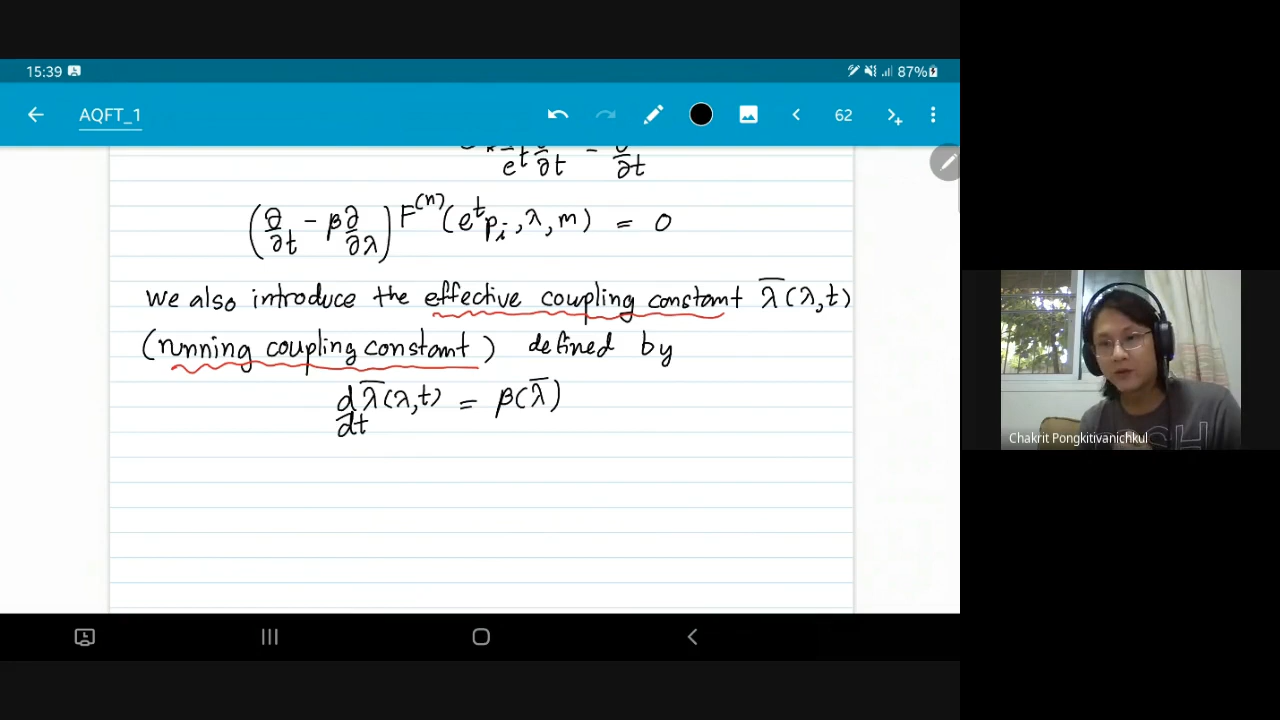 15:39 87%
AQFT_1 62
e^t ∂t ∂t
(∂/∂t − β ∂/∂λ) F^(n)(e^t p_i, λ, m) = 0
we also introduce the effective coupling constant λ̄(λ,t)
(running coupling constant) defined by
d/dt λ̄(λ,t) = β(λ̄)
Chakrit Pongkitivanichkul